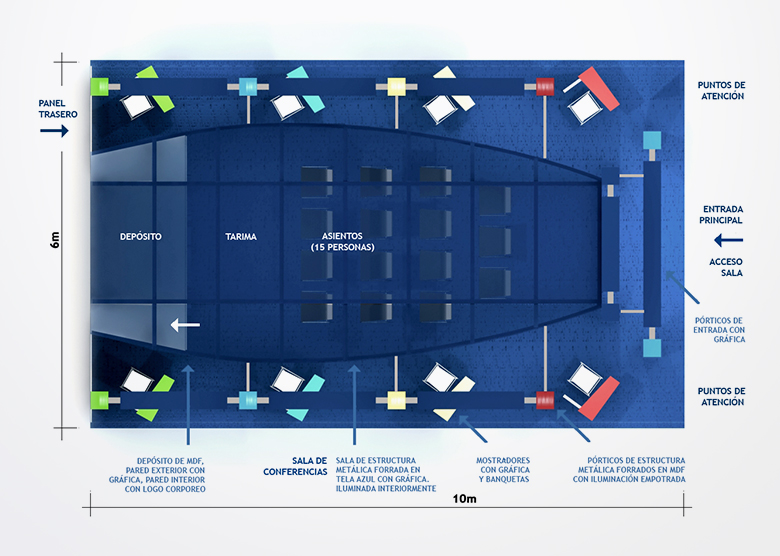 PANEL
TRASERO
PUNTOS DE
ATENCIÓN
6m
DEPÓSITO
TARIMA
ASIENTOS
(15 PERSONAS)
ENTRADA
PRINCIPAL
ACCESO
SALA
PÓRTICOS DE
ENTRADA CON
GRÁFICA
PUNTOS DE
ATENCIÓN
DEPÓSITO DE MDF,
PARED EXTERIOR CON
GRÁFICA, PARED INTERIOR
CON LOGO CORPOREO
SALA DE
CONFERENCIAS
SALA DE ESTRUCTURA
METÁLICA FORRADA EN
TELA AZUL CON GRÁFICA.
ILUMINADA INTERIORMENTE
MOSTRADORES
CON GRÁFICA
Y BANQUETAS
PÓRTICOS DE ESTRUCTURA
METÁLICA FORRADOS EN MDF
CON ILUMINACIÓN EMPOTRADA
10m